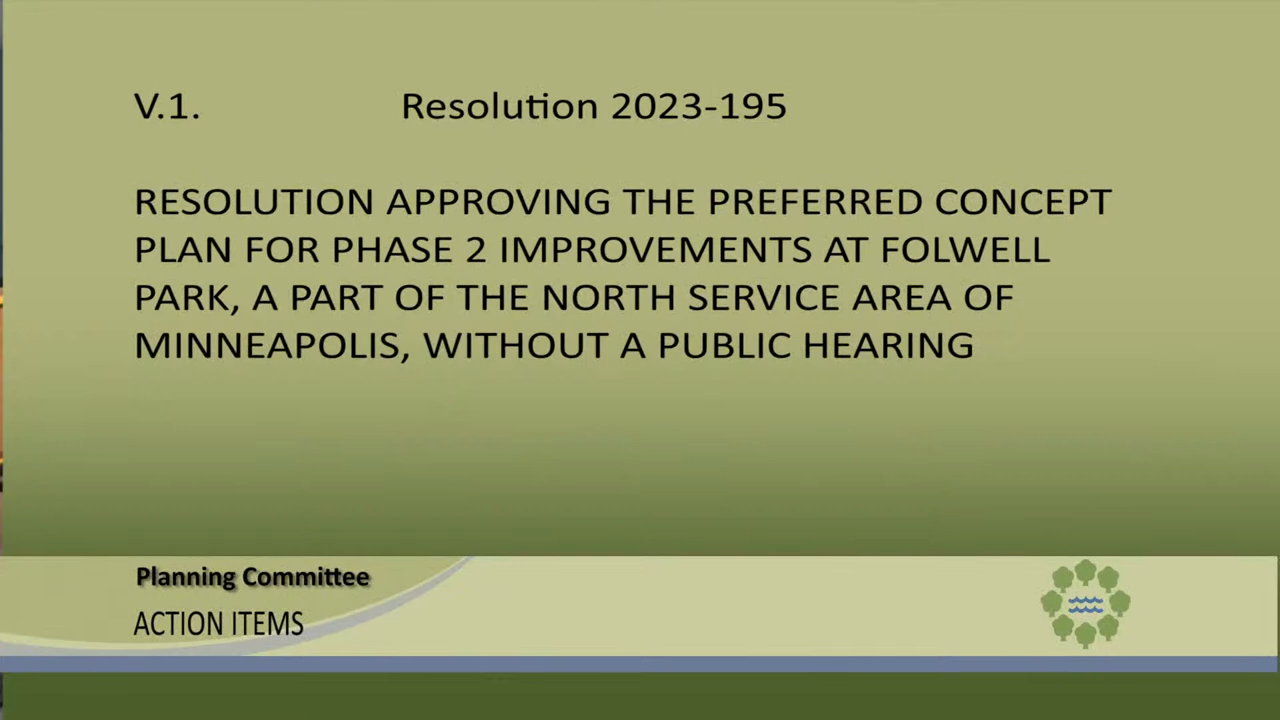 V.1. Resolution 2023-195
RESOLUTION APPROVING THE PREFERRED CONCEPT
PLAN FOR PHASE 2 IMPROVEMENTS AT FOLWELL
PARK, A PART OF THE NORTH SERVICE AREA OF
MINNEAPOLIS, WITHOUT A PUBLIC HEARING
Planning Committee
ACTION ITEMS